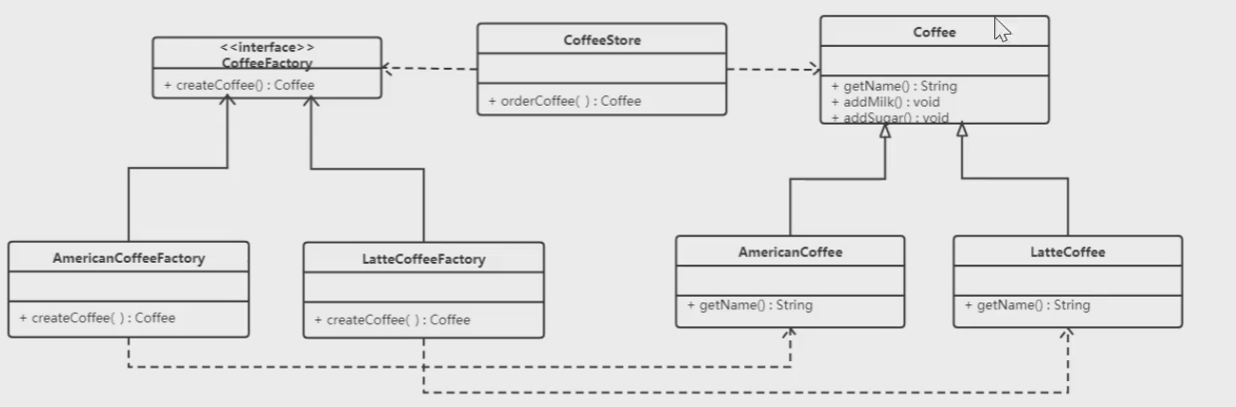 <<interface>>
CoffeeFactory
+ createCoffee() : Coffee
CoffeeStore
+ orderCoffee( ) : Coffee
Coffee
+ getName() : String
+ addMilk() : void
+ addSugar() : void
AmericanCoffeeFactory
+ createCoffee( ) : Coffee
LatteCoffeeFactory
+ createCoffee( ) : Coffee
AmericanCoffee
+ getName() : String
LatteCoffee
+ getName() : String